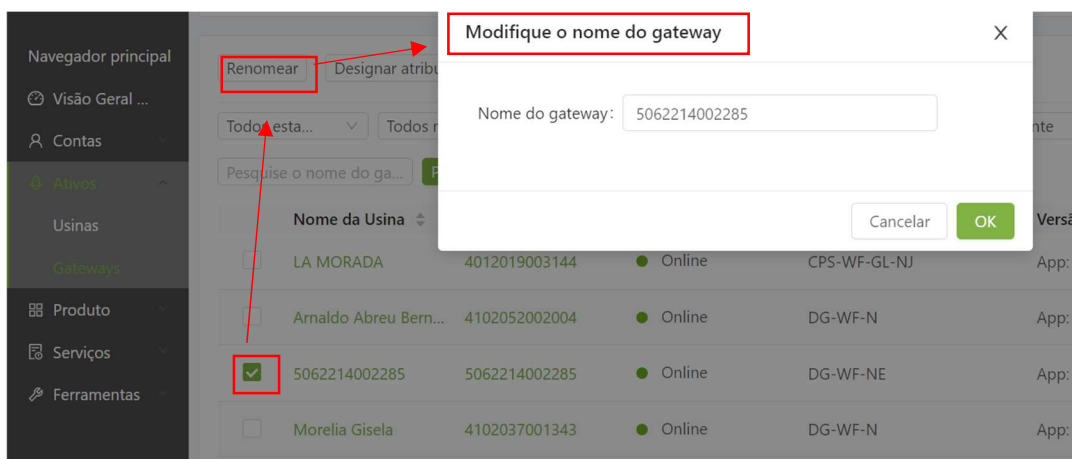 Navegador principal
Visão Geral ...
Contas
Ativos
Usinas
Gateways
Produto
Serviços
Ferramentas
Renomear
Designar atribu
Todos esta...
Todos
Pesquise o nome do ga...
P
Modifique o nome do gateway
Nome do gateway:
5062214002285
Cancelar
OK
nte
Nome da Usina
Versã
LA MORADA 4012019003144 Online CPS-WF-GL-NJ App:
Arnaldo Abreu Bern... 4102052002004 Online DG-WF-N App:
5062214002285 5062214002285 Online DG-WF-NE App:
Morelia Gisela 4102037001343 Online DG-WF-N App: